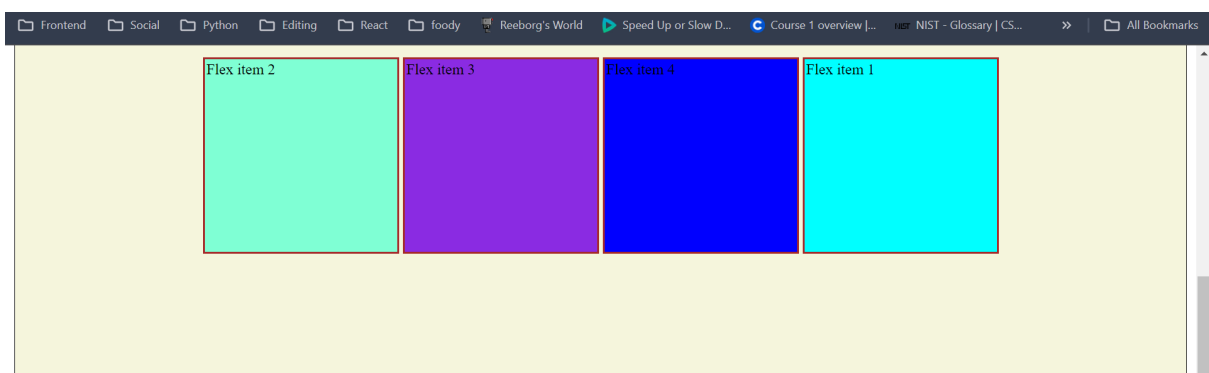 Frontend Social Python Editing React foody Reeborg's World Speed Up or Slow D... Course 1 overview |... NIST NIST - Glossary | CS... » All Bookmarks
Flex item 2 Flex item 3 Flex item 4 Flex item 1